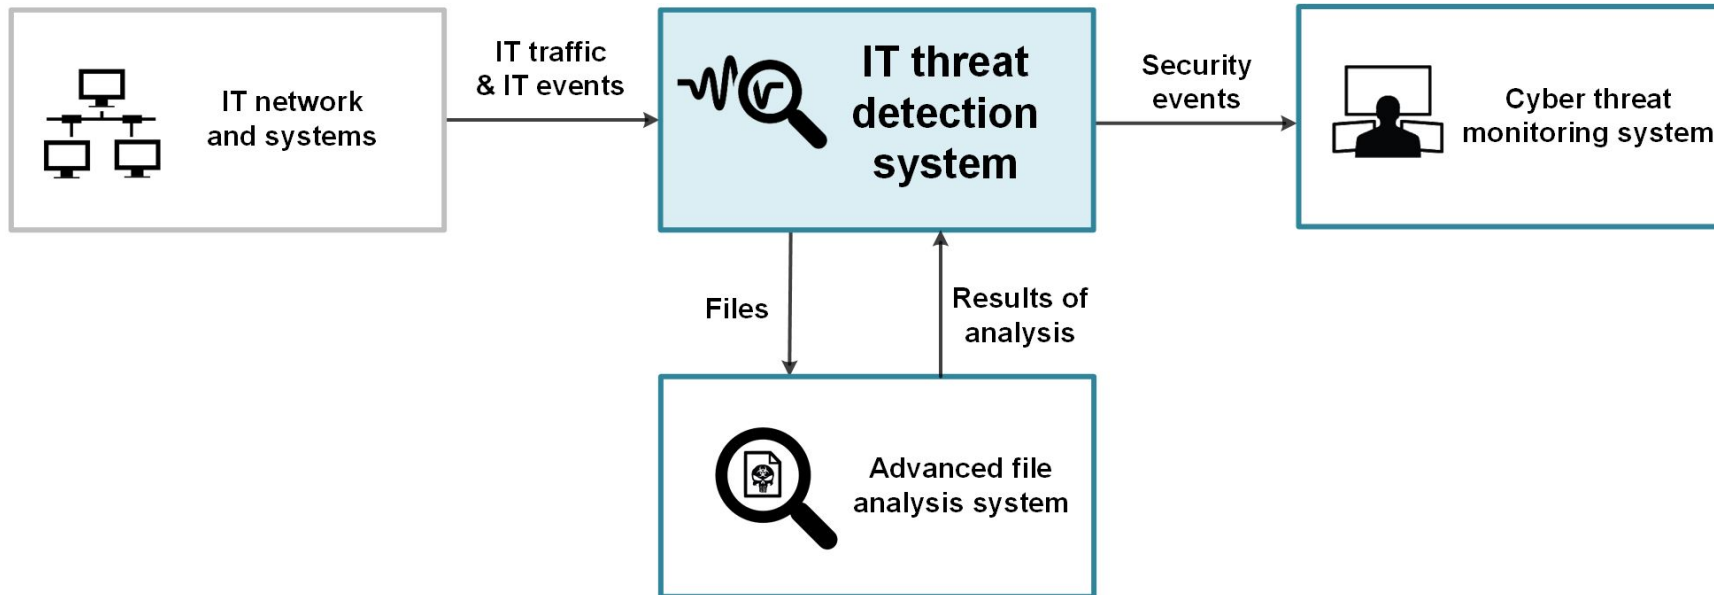 IT network
and systems
IT traffic
& IT events
IT threat
detection
system
Security
events
Cyber threat
monitoring system
Files
Results of
analysis
Advanced file
analysis system